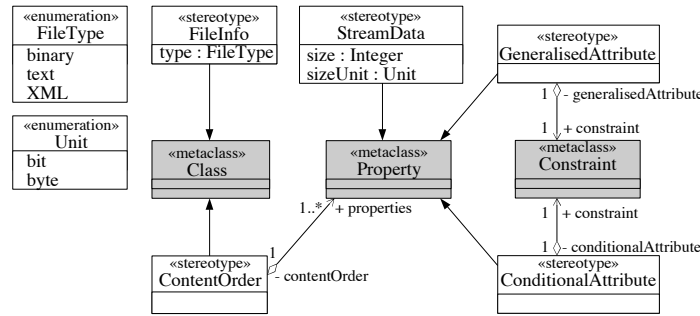 «enumeration»
FileType
binary
text
XML
«enumeration»
Unit
bit
byte
«stereotype»
FileInfo
type : FileType
«stereotype»
StreamData
size : Integer
sizeUnit : Unit
«stereotype»
GeneralisedAttribute
1
- generalisedAttribute
1
+ constraint
«metaclass»
Class
«metaclass»
Property
«metaclass»
Constraint
1..*
+ properties
1
+ constraint
1
- contentOrder
1
- conditionalAttribute
«stereotype»
ContentOrder
«stereotype»
ConditionalAttribute